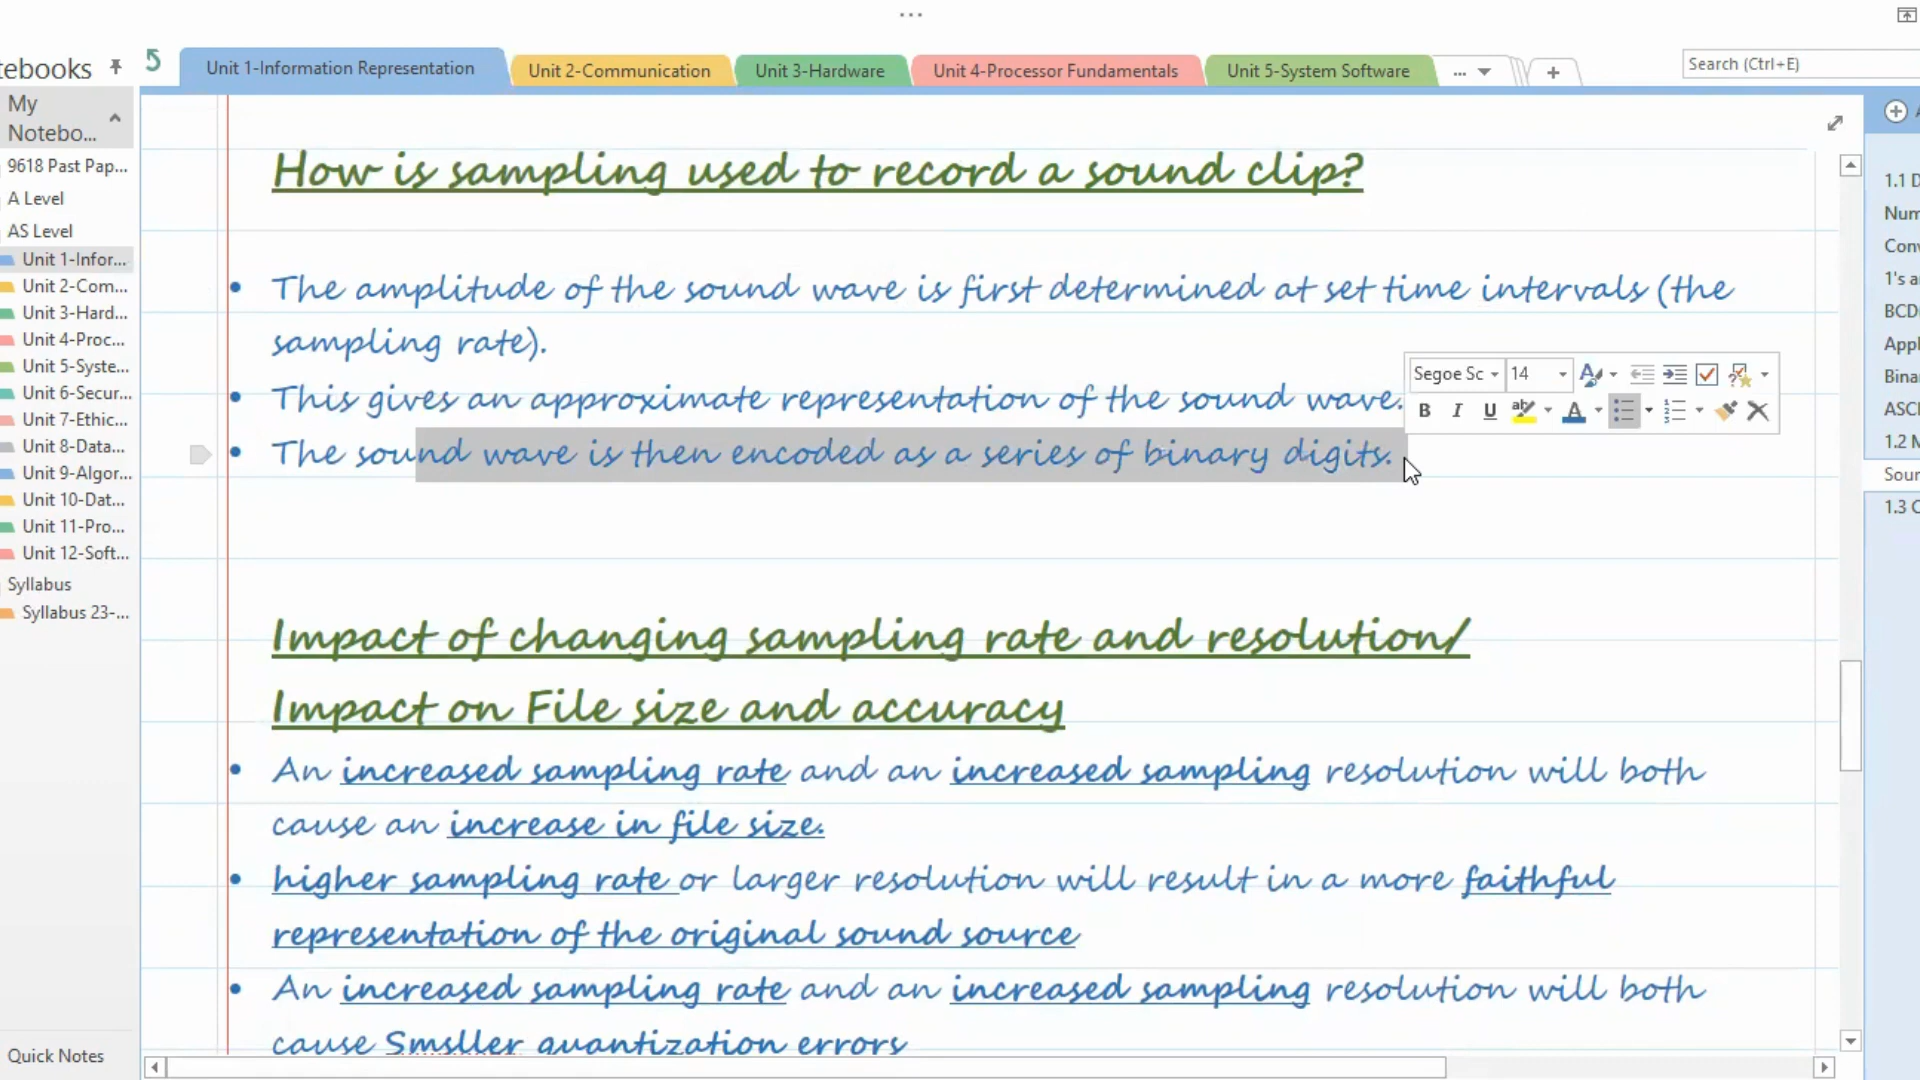 ...
Unit 1-Information Representation
Unit 2-Communication
Unit 3-Hardware
Unit 4-Processor Fundamentals
Unit 5-System Software
...
+
Search (Ctrl+E)
tebooks
My
Notebo...
9618 Past Pap...
A Level
AS Level
Unit 1-Infor...
Unit 2-Com...
Unit 3-Hard...
Unit 4-Proc...
Unit 5-Syste...
Unit 6-Secur...
Unit 7-Ethic...
Unit 8-Data...
Unit 9-Algor...
Unit 10-Dat...
Unit 11-Pro...
Unit 12-Soft...
Syllabus
Syllabus 23-...
Quick Notes
How is sampling used to record a sound clip?
• The amplitude of the sound wave is first determined at set time intervals (the
sampling rate).
• This gives an approximate representation of the sound wave.
• The sound wave is then encoded as a series of binary digits.
Segoe Sc 14
B I U ab A
Impact of changing sampling rate and resolution/
Impact on File size and accuracy
• An increased sampling rate and an increased sampling resolution will both
cause an increase in file size.
• higher sampling rate or larger resolution will result in a more faithful
representation of the original sound source
• An increased sampling rate and an increased sampling resolution will both
cause Smsller quantization errors
1.1 D
Num
Conv
1's a
BCD
Appl
Bina
ASC
1.2 M
Sour
1.3 C